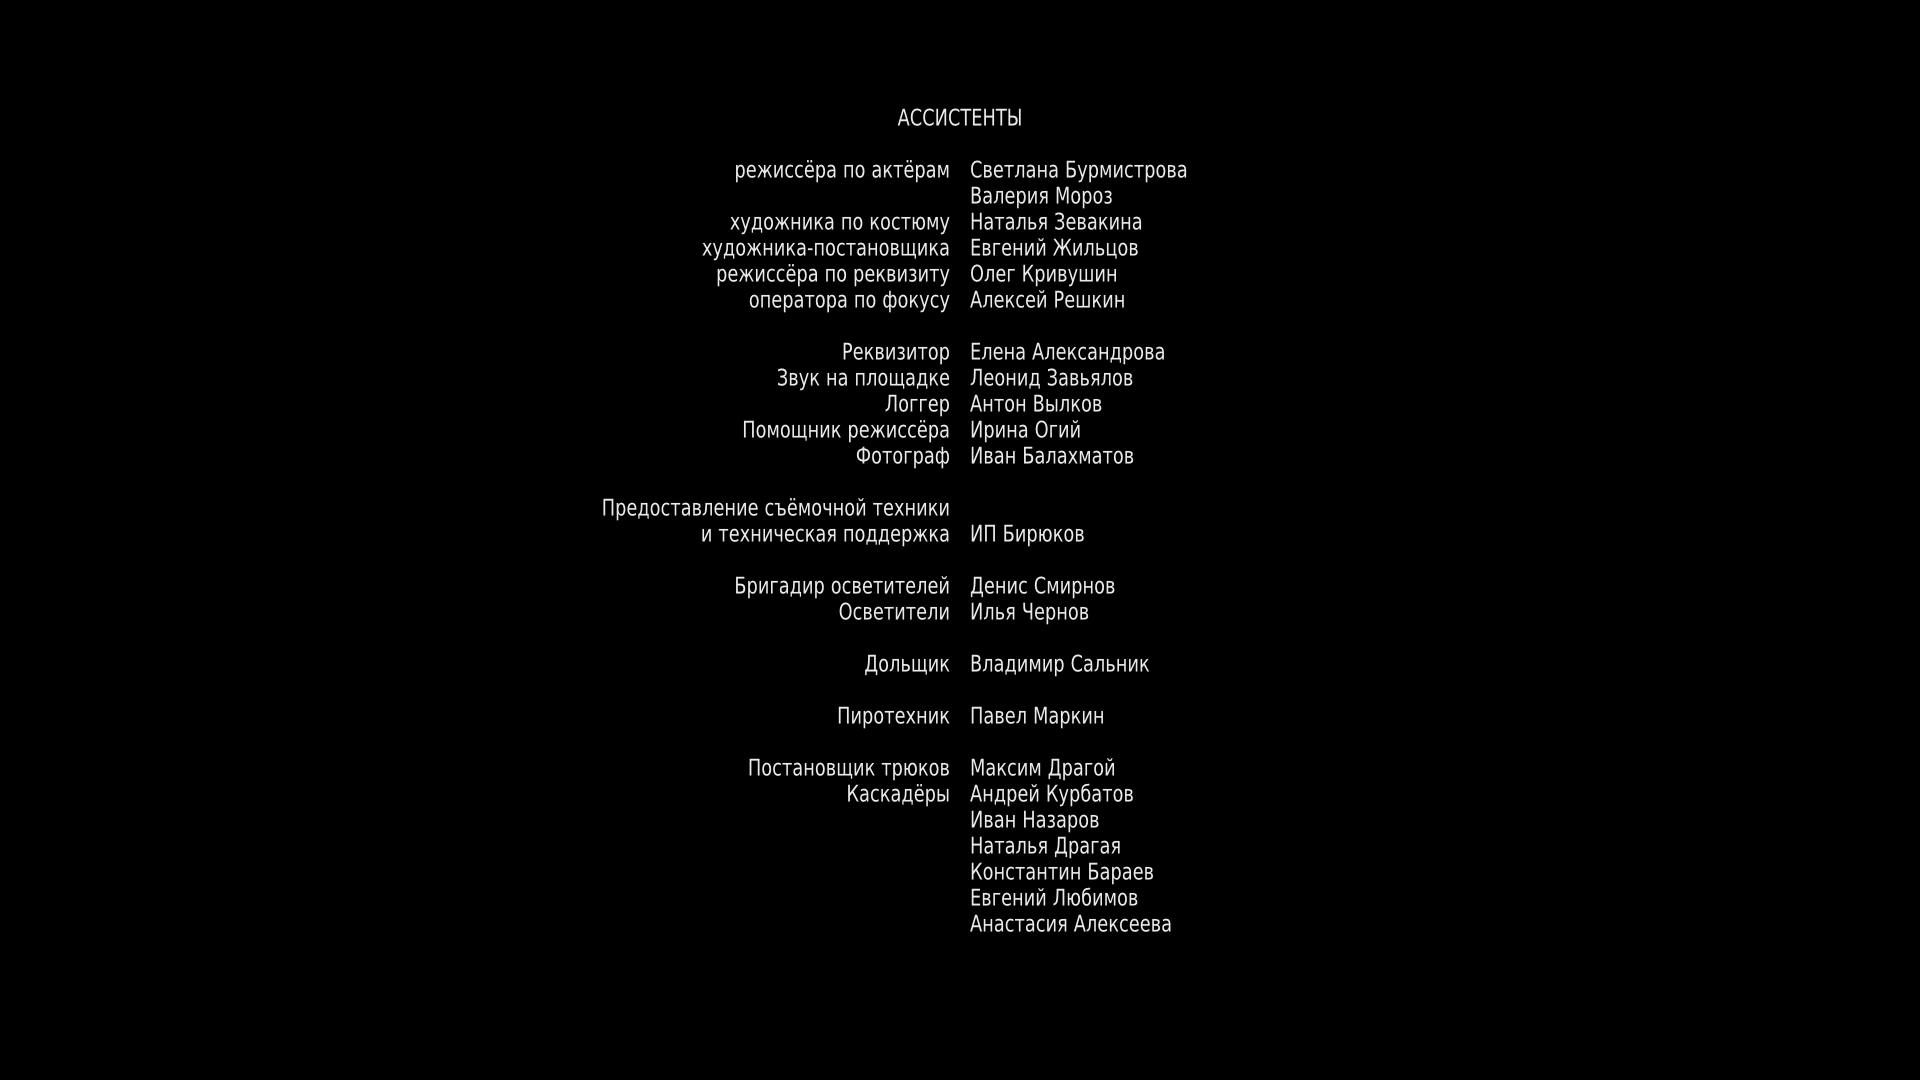 АССИСТЕНТЫ
режиссёра по актёрам Светлана Бурмистрова
Валерия Мороз
художника по костюму Наталья Зевакина
художника-постановщика Евгений Жильцов
режиссёра по реквизиту Олег Кривушин
оператора по фокусу Алексей Решкин
Реквизитор Елена Александрова
Звук на площадке Леонид Завьялов
Логгер Антон Вылков
Помощник режиссёра Ирина Огий
Фотограф Иван Балахматов
Предоставление съёмочной техники
и техническая поддержка ИП Бирюков
Бригадир осветителей Денис Смирнов
Осветители Илья Чернов
Дольщик Владимир Сальник
Пиротехник Павел Маркин
Постановщик трюков Максим Драгой
Каскадёры Андрей Курбатов
Иван Назаров
Наталья Драгая
Константин Бараев
Евгений Любимов
Анастасия Алексеева